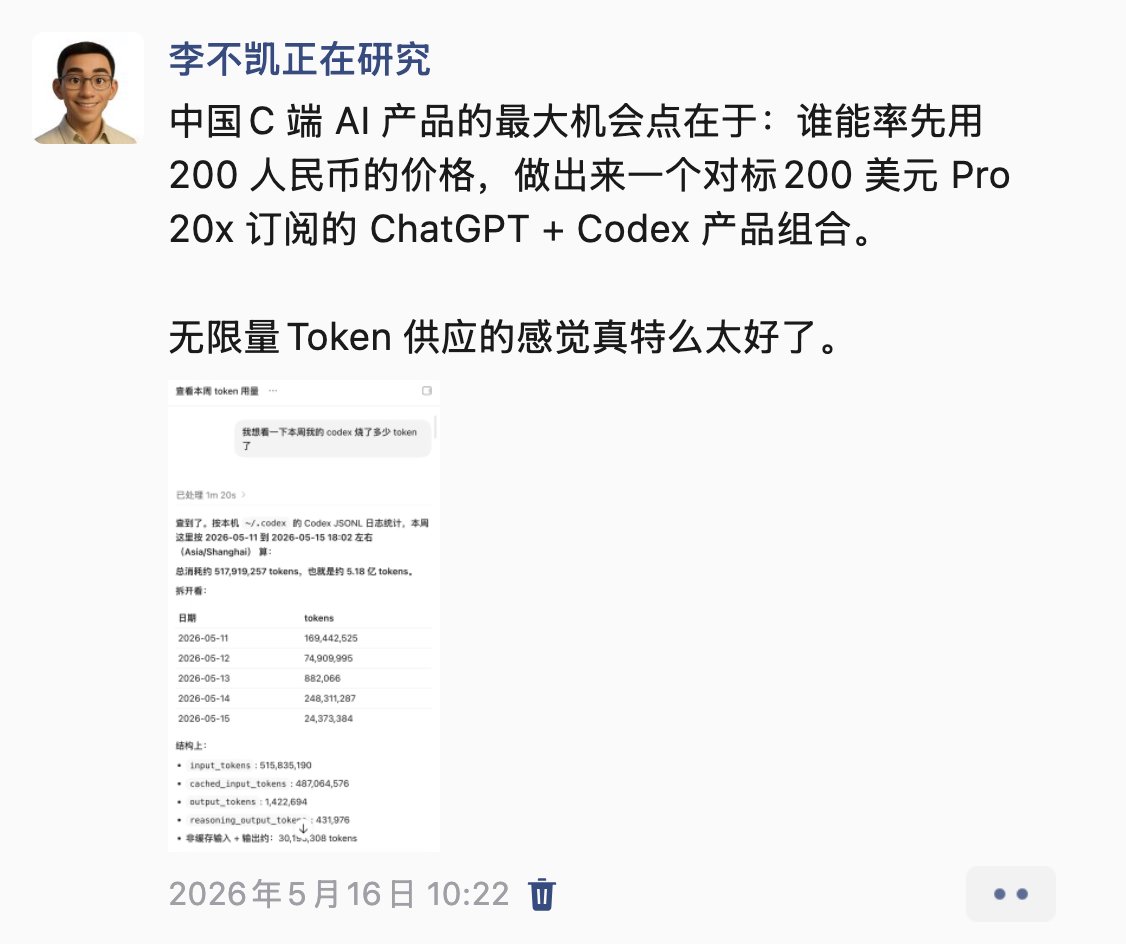 李不凯正在研究
中国C 端 AI 产品的最大机会点在于：谁能率先用
200 人民币的价格，做出来一个对标200 美元 Pro
20x 订阅的 ChatGPT + Codex 产品组合。
无限量Token 供应的感觉真特么太好了。
查看本周 token 用量 ···
我想看一下本周我的 codex 烧了多少 token
了
已处理 1m 20s >
查到了。按本机 ~/.codex 的 Codex JSONL 日志统计，本周
这里按 2026-05-11 到 2026-05-15 18:02 左右
（Asia/Shanghai）算：
总消耗约 517,919,257 tokens，也就是约 5.18 亿 tokens。
拆开看：
日期 tokens
2026-05-11 169,442,525
2026-05-12 74,909,995
2026-05-13 882,066
2026-05-14 248,311,287
2026-05-15 24,373,384
结构上：
• input_tokens : 515,835,190
• cached_input_tokens : 487,064,576
• output_tokens : 1,422,694
• reasoning_output_tokens : 431,976
• 非缓存输入 + 输出约： tokens
2026年5月16日 10:22